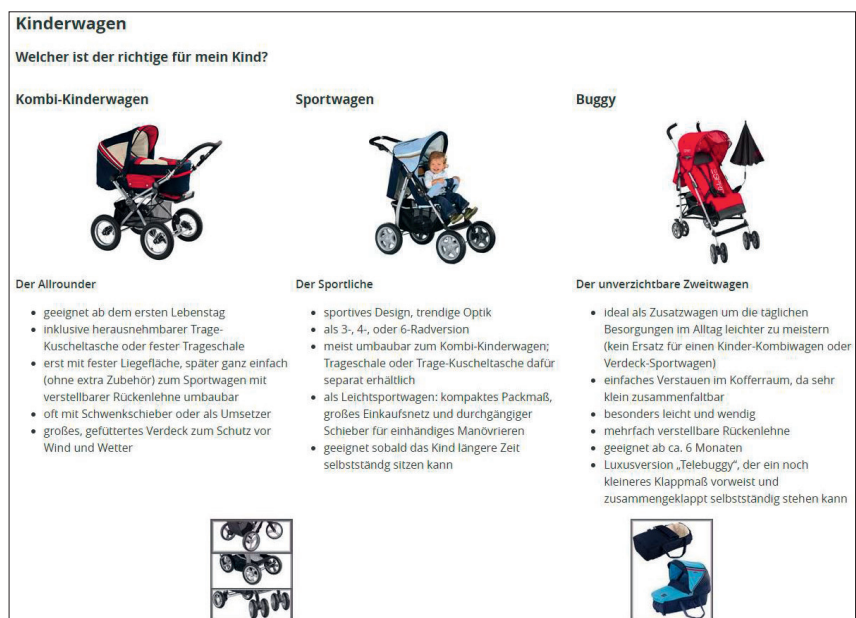 Kinderwagen
Welcher ist der richtige für mein Kind?
Kombi-Kinderwagen
Der Allrounder
• geeignet ab dem ersten Lebenstag
• inklusive herausnehmbarer Trage-
Kuscheltasche oder fester Trageschale
• erst mit fester Liegefläche, später ganz einfach
(ohne extra Zubehör) zum Sportwagen mit
verstellbarer Rückenlehne umbaubar
• oft mit Schwenkschieber oder als Umsetzer
• großes, gefüttertes Verdeck zum Schutz vor
Wind und Wetter
Sportwagen
Der Sportliche
• sportives Design, trendige Optik
• als 3-, 4-, oder 6-Radversion
• meist umbaubar zum Kombi-Kinderwagen;
Trageschale oder Trage-Kuscheltasche dafür
separat erhältlich
• als Leichtsportwagen: kompaktes Packmaß,
großes Einkaufsnetz und durchgängiger
Schieber für einhändiges Manövrieren
• geeignet sobald das Kind längere Zeit
selbstständg sitzen kann
Buggy
Der unverzichtbare Zweitwagen
• ideal als Zusatzwagen um die täglichen
Besorgungen im Alltag leichter zu meistern
(kein Ersatz für einen Kinder-Kombiwagen oder
Verdeck-Sportwagen)
• einfaches Verstauen im Kofferraum, da sehr
klein zusammenfaltbar
• besonders leicht und wendig
• mehrfach verstellbare Rückenlehne
• geeignet ab ca. 6 Monaten
• Luxusversion „Telebuggy“, der ein noch
kleineres Klappmaß vorweist und
zusammengeklappt selbstständig stehen kann